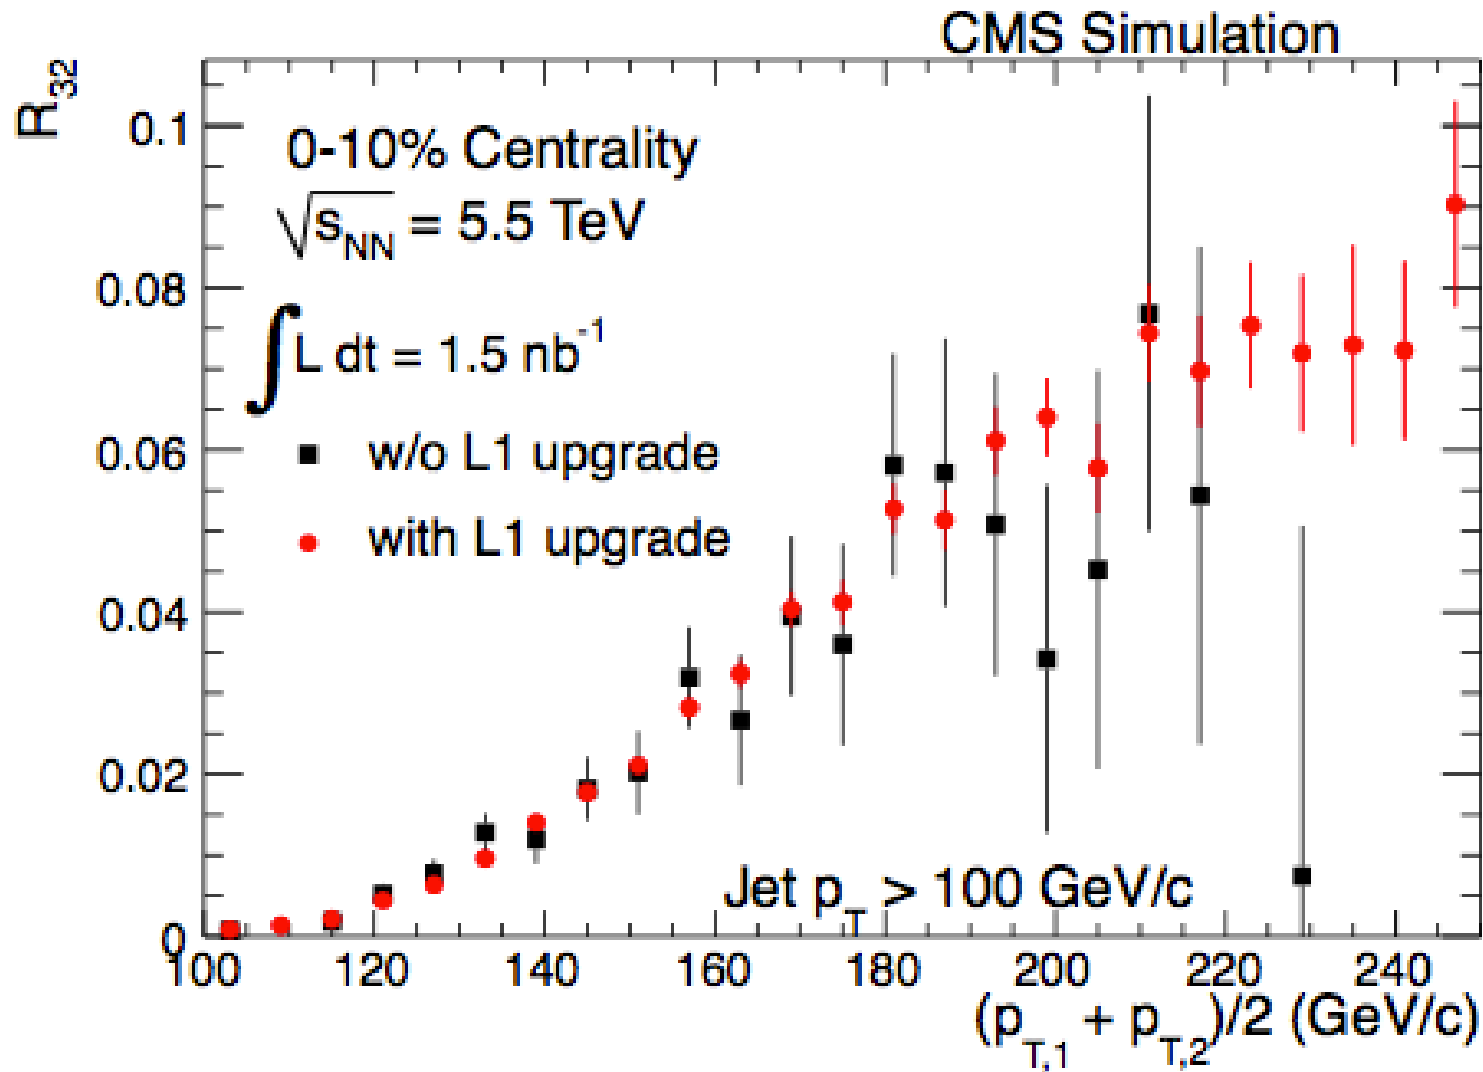 CMS Simulation
R32
0-10% Centrality
√sNN = 5.5 TeV
∫L dt = 1.5 nb-1
w/o L1 upgrade
with L1 upgrade
Jet pT > 100 GeV/c
0.1
0.08
0.06
0.04
0.02
0
100 120 140 160 180 200 220 240
(pT,1 + pT,2)/2 (GeV/c)